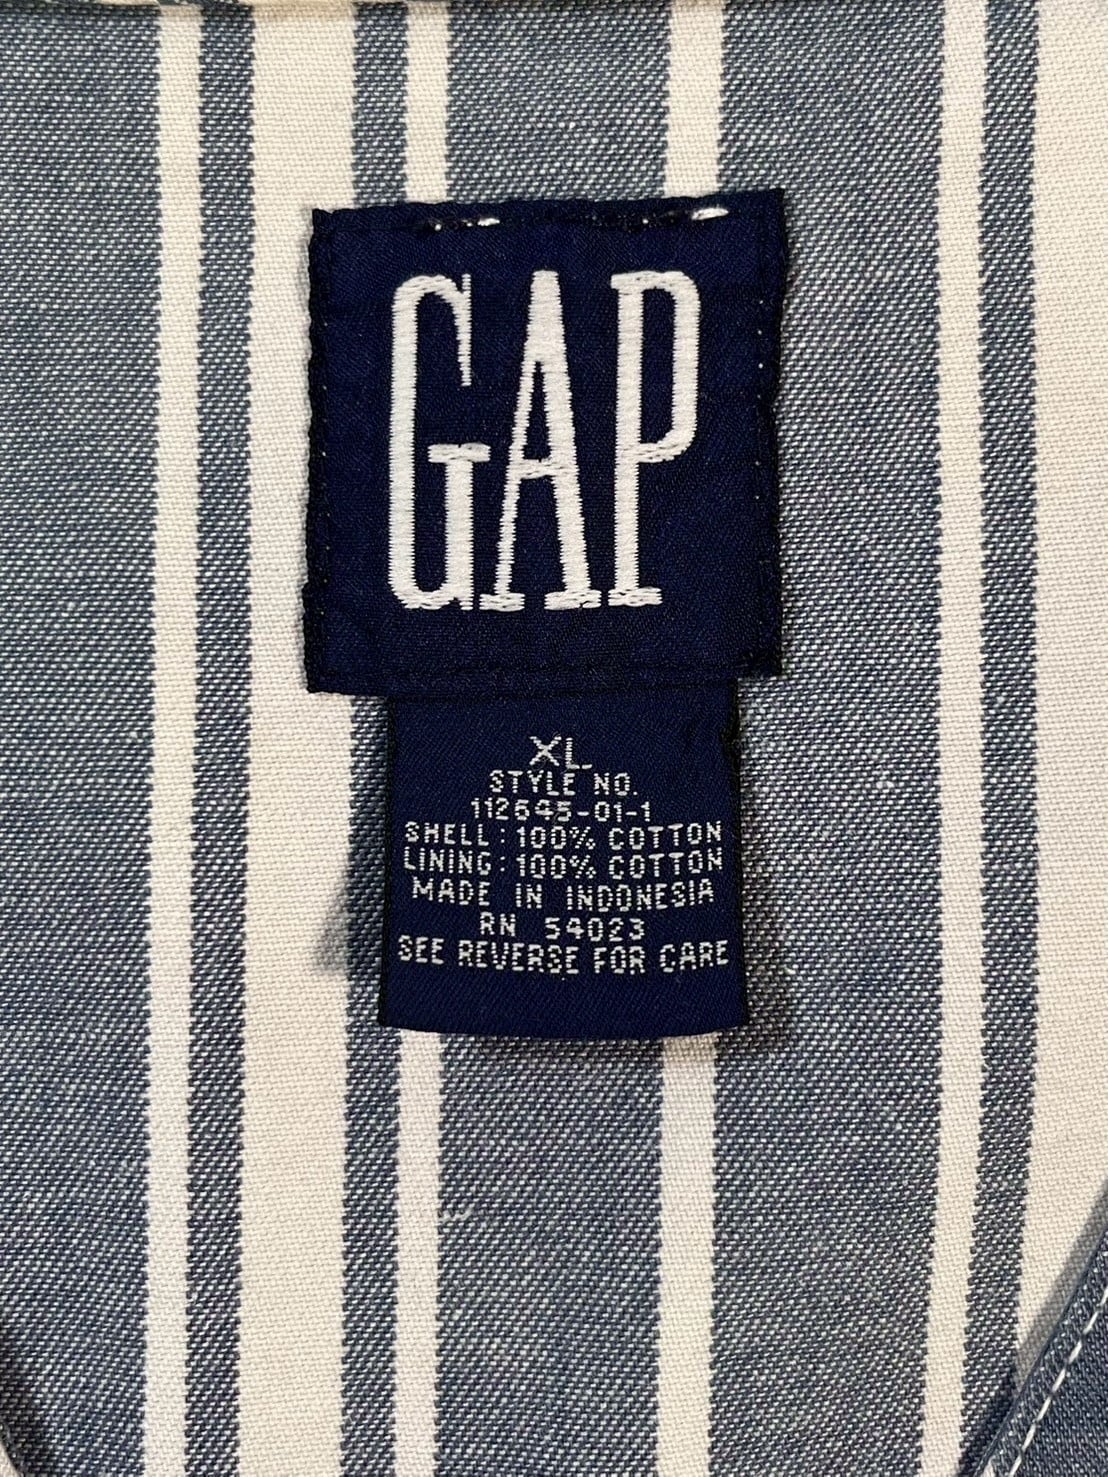 GAP
XL
STYLE NO.
112645-01-1
SHELL: 100% COTTON
LINING: 100% COTTON
MADE IN INDONESIA
RN 54023
SEE REVERSE FOR CARE